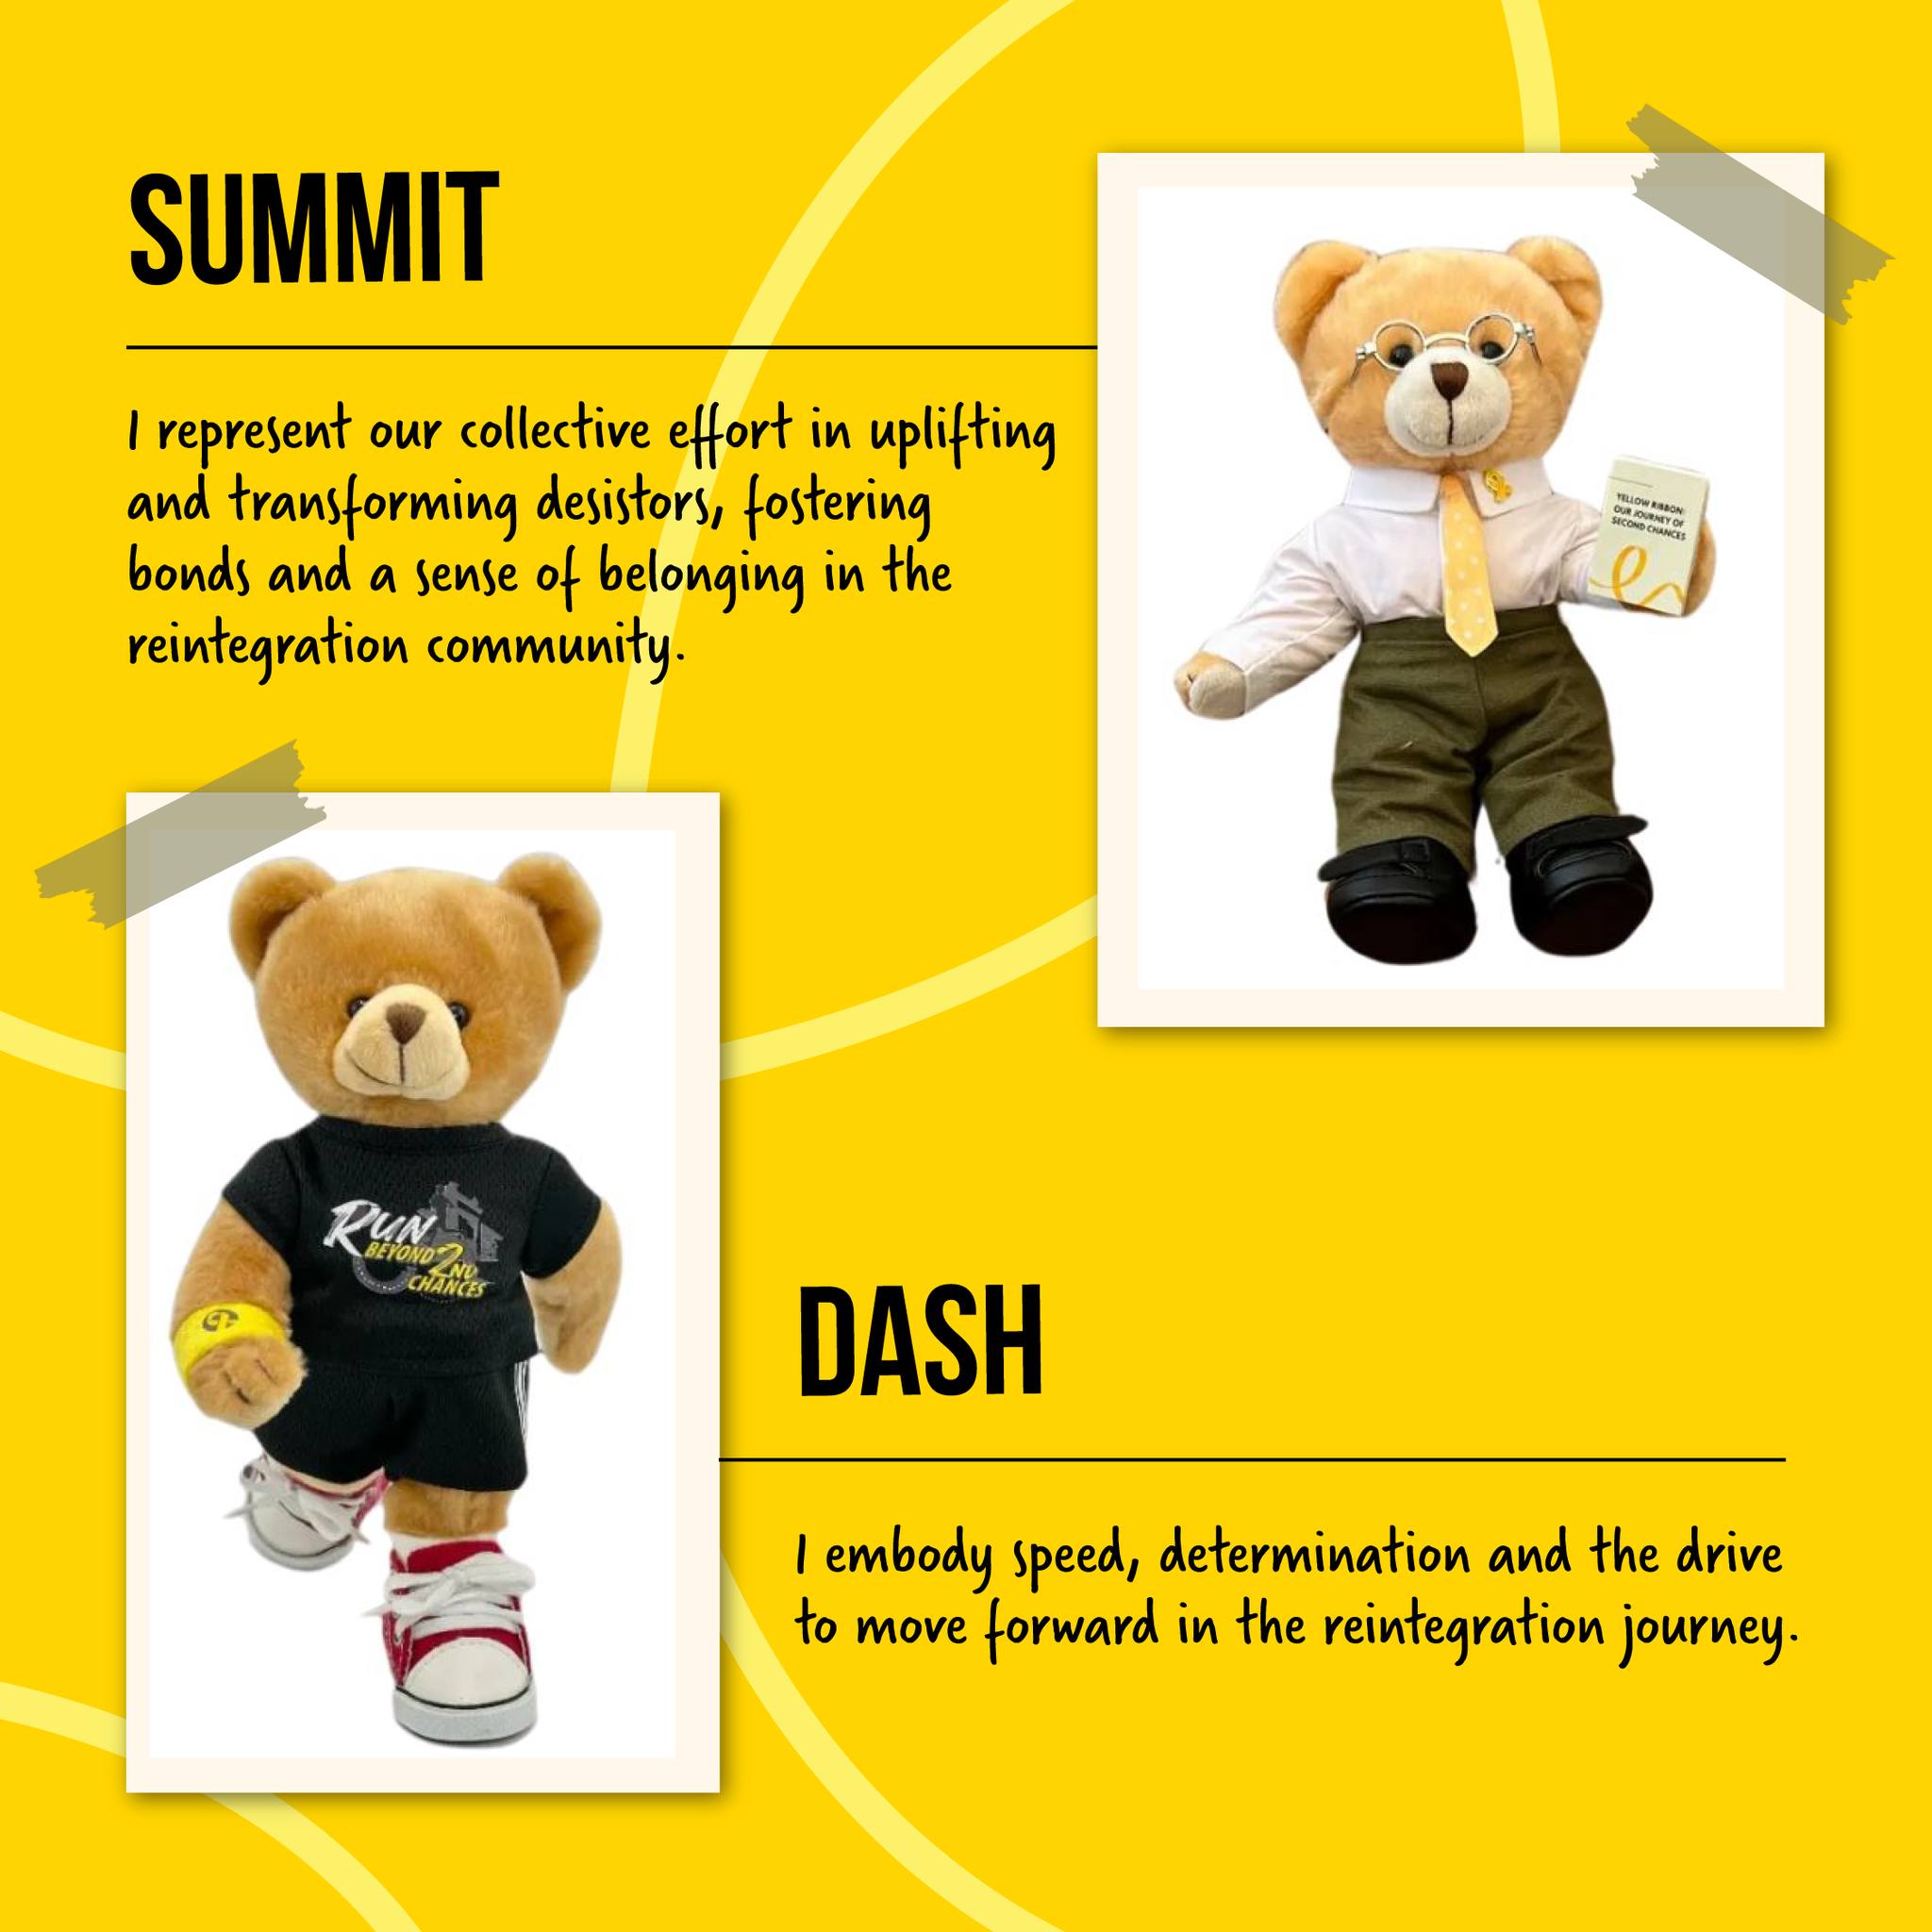 SUMMIT
I represent our collective effort in uplifting
and transforming desistors, fostering
bonds and a sense of belonging in the
reintegration community.
YELLOW RIBBON:
OUR JOURNEY OF
SECOND CHANCES
RUN
BEYOND 2ND
CHANCES
DASH
I embody speed, determination and the drive
to move forward in the reintegration journey.